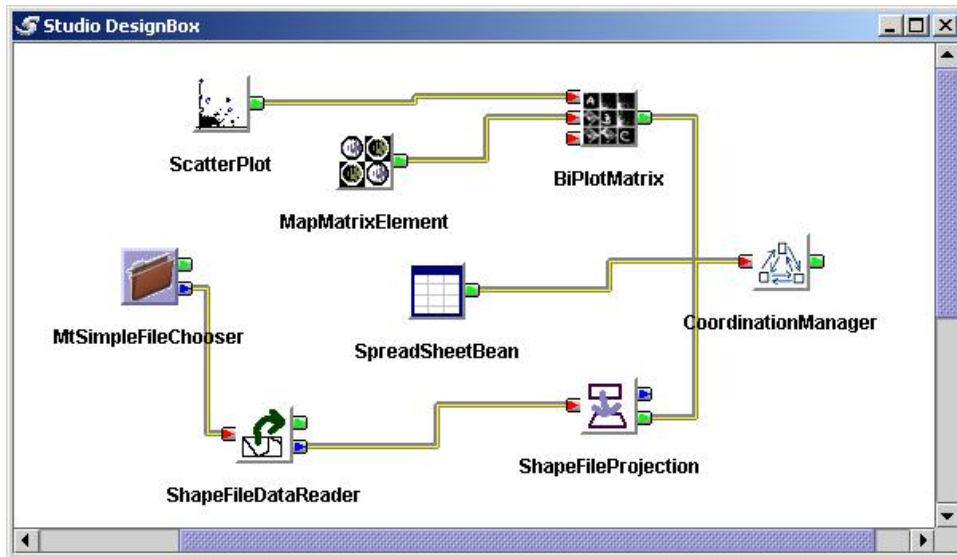 Studio DesignBox
ScatterPlot
BiPlotMatrix
A
B
C
MapMatrixElement
MtSimpleFileChooser
SpreadSheetBean
CoordinationManager
ShapeFileDataReader
ShapeFileProjection